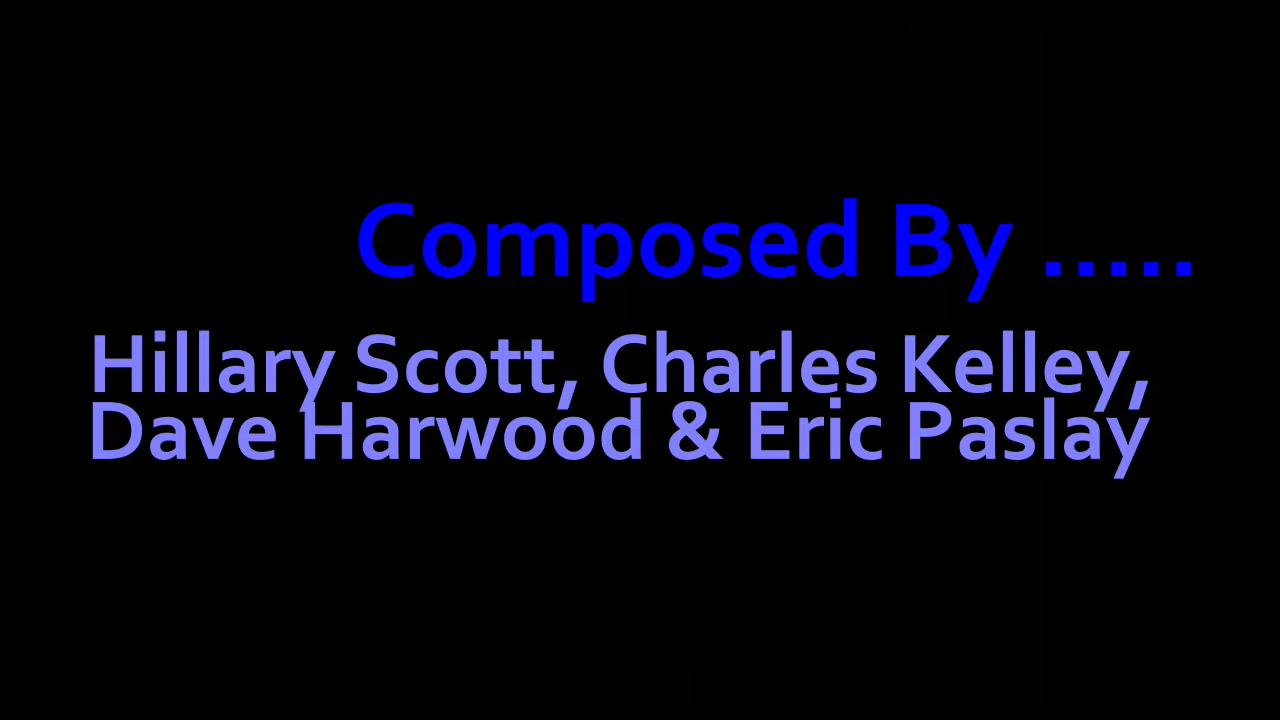 Composed By .....
Hillary Scott, Charles Kelley,
Dave Harwood & Eric Paslay